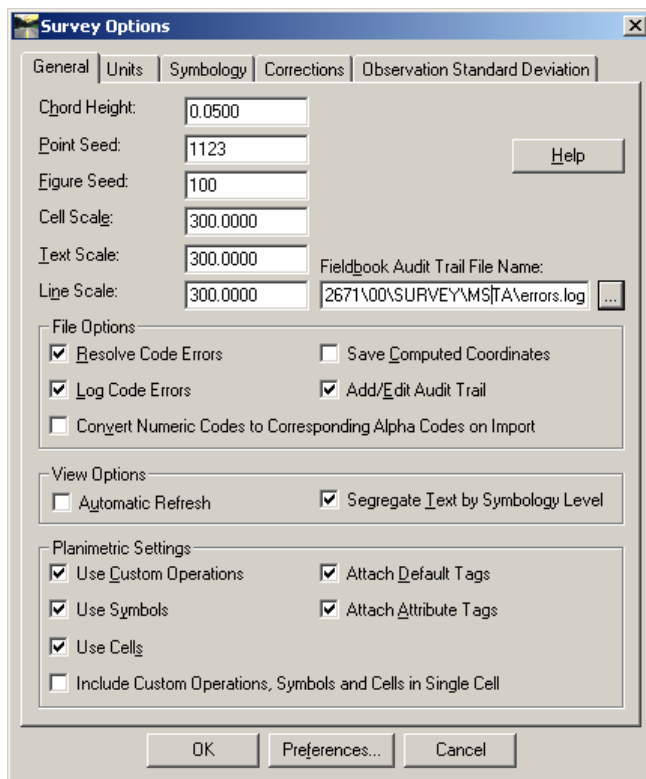 Survey Options
General Units Symbology Corrections Observation Standard Deviation
Chord Height: 0.0500
Point Seed: 1123
Help
Figure Seed: 100
Cell Scale: 300.0000
Text Scale: 300.0000
Fieldbook Audit Trail File Name:
Line Scale: 300.0000 2671\00\SURVEY\MSTA\errors.log ...
File Options
Resolve Code Errors Save Computed Coordinates
Log Code Errors Add/Edit Audit Trail
Convert Numeric Codes to Corresponding Alpha Codes on Import
View Options
Automatic Refresh Segregate Text by Symbology Level
Planimetric Settings
Use Custom Operations Attach Default Tags
Use Symbols Attach Attribute Tags
Use Cells
Include Custom Operations, Symbols and Cells in Single Cell
OK Preferences... Cancel